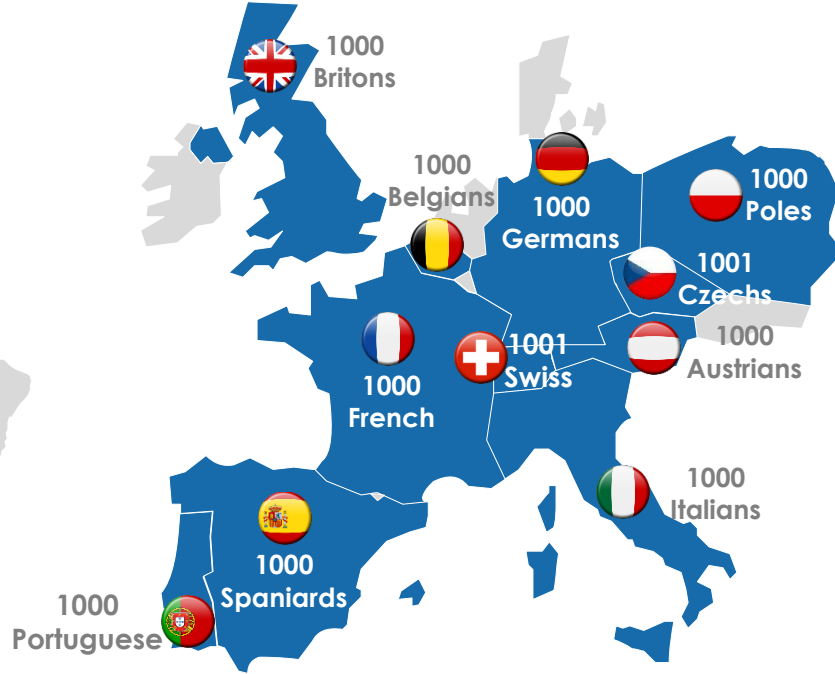 1000
Britons
1000
Belgians
1000
Germans
1000
Poles
1001
Czechs
1000
Austrians
1001
Swiss
1000
French
1000
Italians
1000
Spaniards
1000
Portuguese